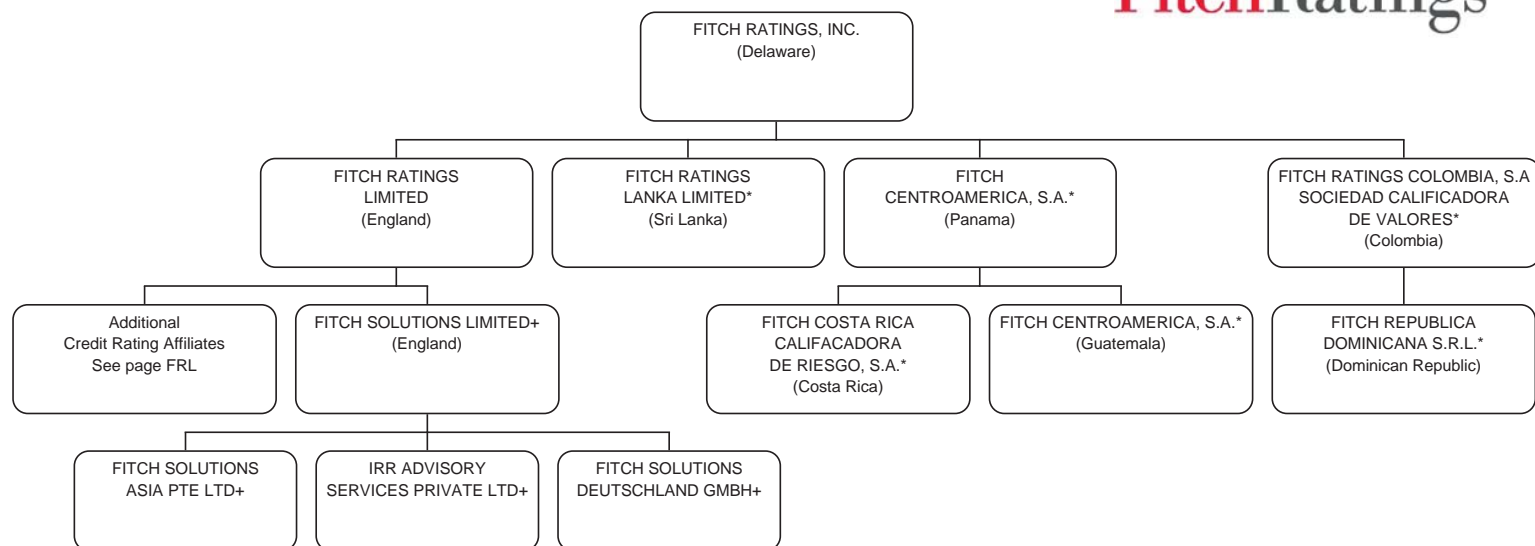 FitchRatings
FITCH RATINGS, INC.
(Delaware)
FITCH RATINGS
LIMITED
(England)
FITCH RATINGS
LANKA LIMITED*
(Sri Lanka)
FITCH
CENTROAMERICA, S.A.*
(Panama)
FITCH RATINGS COLOMBIA, S.A
SOCIEDAD CALIFICADORA
DE VALORES*
(Colombia)
Additional
Credit Rating Affiliates
See page FRL
FITCH SOLUTIONS LIMITED+
(England)
FITCH COSTA RICA
CALIFACADORA
DE RIESGO, S.A.*
(Costa Rica)
FITCH CENTROAMERICA, S.A.*
(Guatemala)
FITCH REPUBLICA
DOMINICANA S.R.L.*
(Dominican Republic)
FITCH SOLUTIONS
ASIA PTE LTD+
IRR ADVISORY
SERVICES PRIVATE LTD+
FITCH SOLUTIONS
DEUTSCHLAND GMBH+